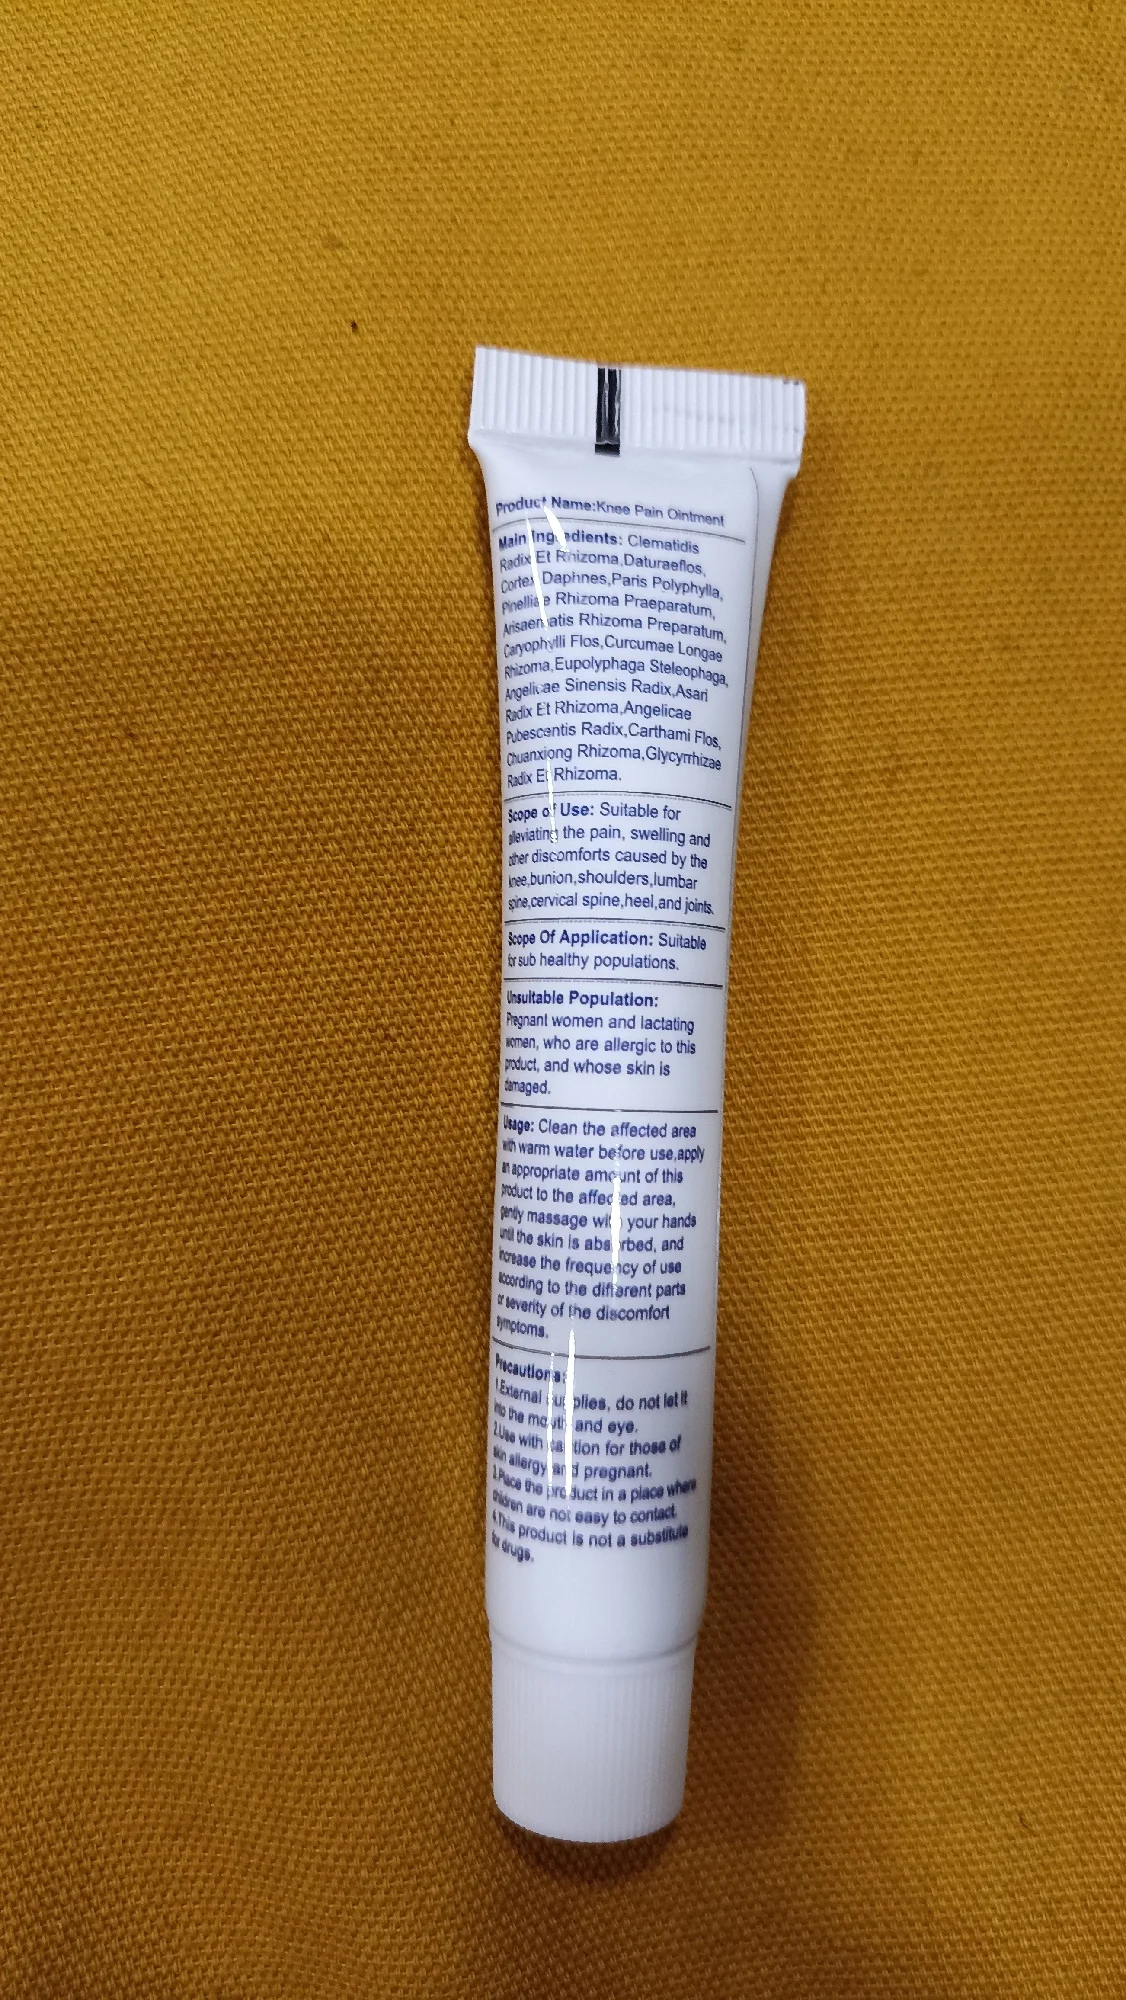 Product Name:Knee Pain Ointment
Main Ingredients: Clematidis
Radix Et Rhizoma,Daturaeflos,
Cortex Daphnes,Paris Polyphylla,
Pinelliae Rhizoma Praeparatum,
Arisaematis Rhizoma Preparatum,
Caryophylli Flos,Curcumae Longae
Rhizoma,Eupolyphaga Steleophaga,
Angelicae Sinensis Radix,Asari
Radix Et Rhizoma,Angelicae
Pubescentis Radix,Carthami Flos,
Chuanxiong Rhizoma,Glycyrrhizae
Radix Et Rhizoma.
Scope of Use: Suitable for
alleviating the pain, swelling and
other discomforts caused by the
knee,bunion,shoulders,lumbar
spine,cervical spine,heel,and joints.
Scope Of Application: Suitable
for sub healthy populations.
Unsuitable Population:
Pregnant women and lactating
women, who are allergic to this
product, and whose skin is
damaged.
Usage: Clean the affected area
with warm water before use,apply
an appropriate amount of this
product to the affected area,
gently massage with your hands
until the skin is absorbed, and
increase the frequency of use
according to the different parts
or severity of the discomfort
symptoms.
Precautions:
1.External supplies, do not let it
into the mouth and eye.
2.Use with caution for those of
skin allergy and pregnant.
3.Place the product in a place where
children are not easy to contact.
4.This product is not a substitute
for drugs.